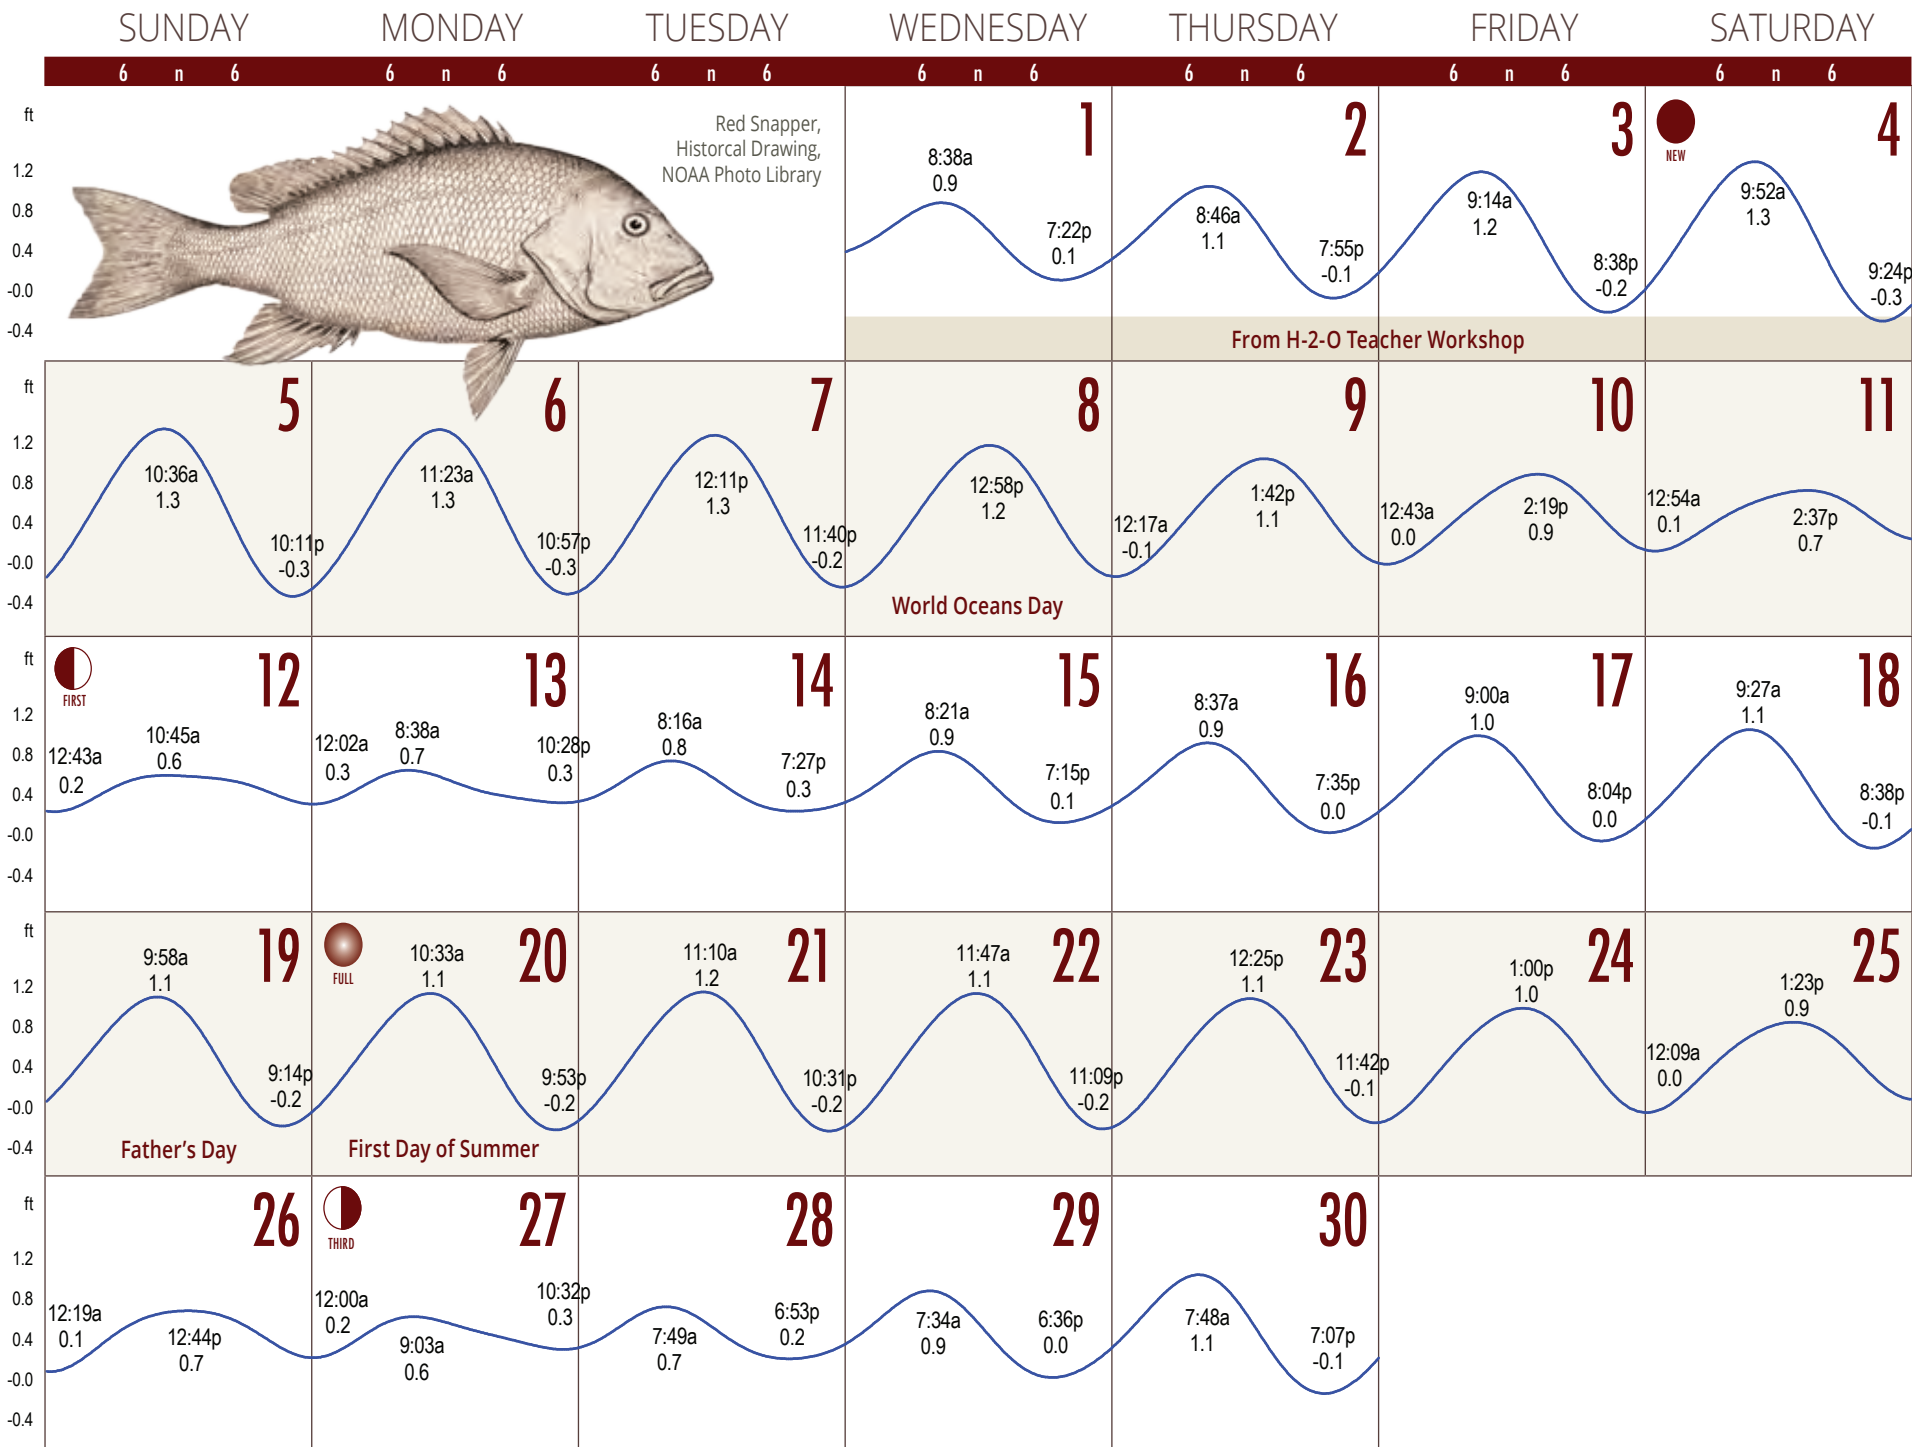 SUNDAY MONDAY TUESDAY WEDNESDAY THURSDAY FRIDAY SATURDAY
6 n 6 6 n 6 6 n 6 6 n 6 6 n 6 6 n 6 6 n 6
ft
1.2
0.8
0.4
-0.0
-0.4
Red Snapper,
Historcal Drawing,
NOAA Photo Library
1
8:38a
0.9
7:22p
0.1
2
8:46a
1.1
7:55p
-0.1
3
9:14a
1.2
8:38p
-0.2
NEW
4
9:52a
1.3
9:24p
-0.3
From H-2-O Teacher Workshop
ft
1.2
0.8
0.4
-0.0
-0.4
5
10:36a
1.3
10:11p
-0.3
6
11:23a
1.3
10:57p
-0.3
7
12:11p
1.3
11:40p
-0.2
8
12:58p
1.2
World Oceans Day
9
12:17a
-0.1
1:42p
1.1
10
12:43a
0.0
2:19p
0.9
11
12:54a
0.1
2:37p
0.7
ft
1.2
0.8
0.4
-0.0
-0.4
FIRST
12
12:43a
0.2
10:45a
0.6
13
12:02a
0.3
8:38a
0.7
10:28p
0.3
14
8:16a
0.8
7:27p
0.3
15
8:21a
0.9
7:15p
0.1
16
8:37a
0.9
7:35p
0.0
17
9:00a
1.0
8:04p
0.0
18
9:27a
1.1
8:38p
-0.1
ft
1.2
0.8
0.4
-0.0
-0.4
19
9:58a
1.1
9:14p
-0.2
Father’s Day
FULL
20
10:33a
1.1
9:53p
-0.2
First Day of Summer
21
11:10a
1.2
10:31p
-0.2
22
11:47a
1.1
11:09p
-0.2
23
12:25p
1.1
11:42p
-0.1
24
1:00p
1.0
25
12:09a
0.0
1:23p
0.9
ft
1.2
0.8
0.4
-0.0
-0.4
26
12:19a
0.1
12:44p
0.7
THIRD
27
12:00a
0.2
9:03a
0.6
10:32p
0.3
28
7:49a
0.7
6:53p
0.2
29
7:34a
0.9
6:36p
0.0
30
7:48a
1.1
7:07p
-0.1